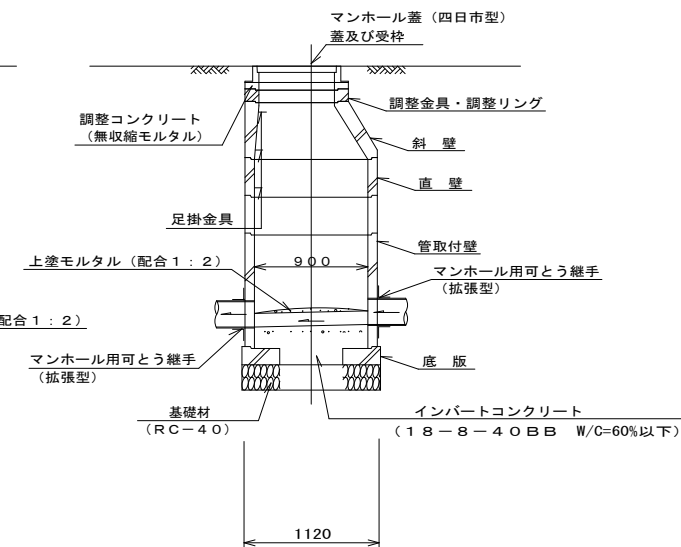 マンホール蓋（四日市型）
蓋及び受枠
調整金具・調整リング
調整コンクリート
（無収縮モルタル）
斜　壁
直　壁
足掛金具
管取付壁
上塗モルタル（配合１：２）
９００
マンホール用可とう継手
（拡張型）
配合１：２）
マンホール用可とう継手
（拡張型）
底　版
基礎材
（ＲＣ－４０）
インバートコンクリート
（１８－８－４０ＢＢ　W/C=60%以下）
1120